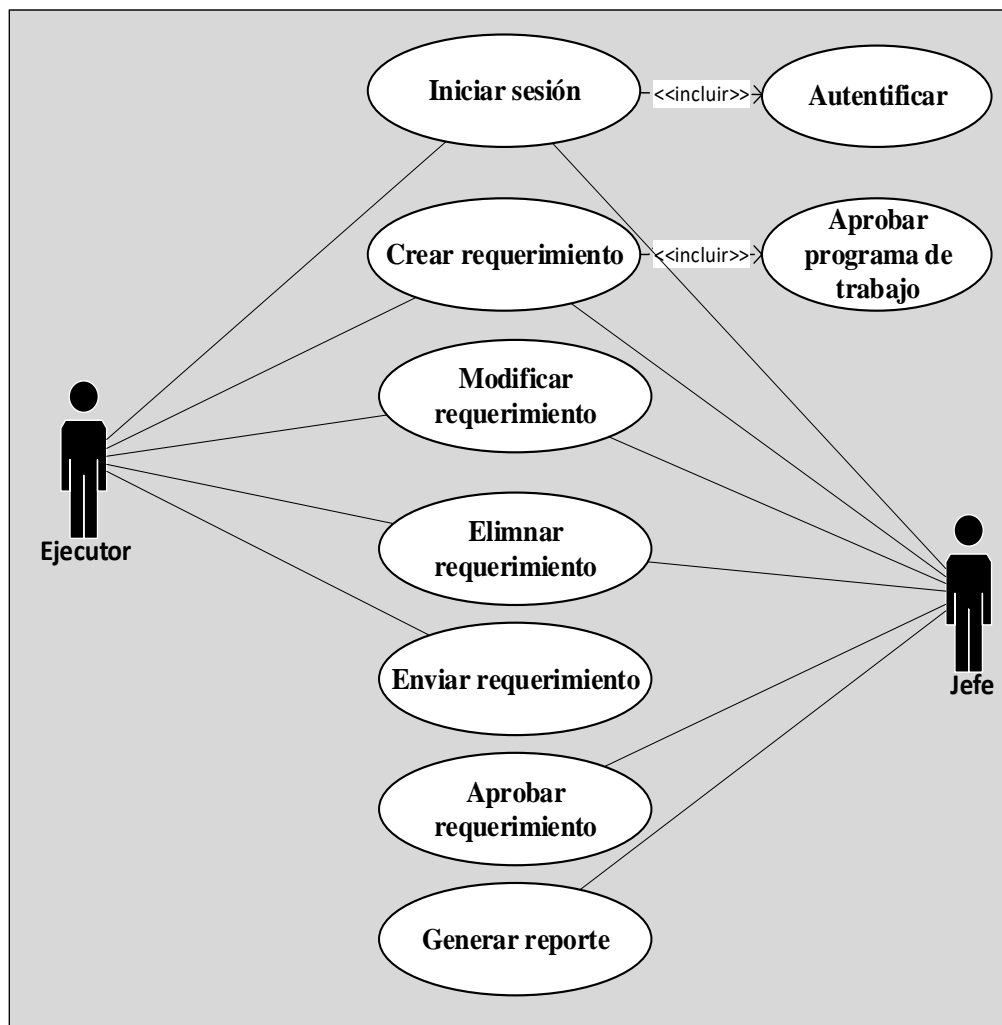 Iniciar sesión
<<incluir>>
Autentificar
Crear requerimiento
<<incluir>>
Aprobar
programa de
trabajo
Modificar
requerimiento
Ejecutor
Elimnar
requerimiento
Jefe
Enviar requerimiento
Aprobar
requerimiento
Generar reporte